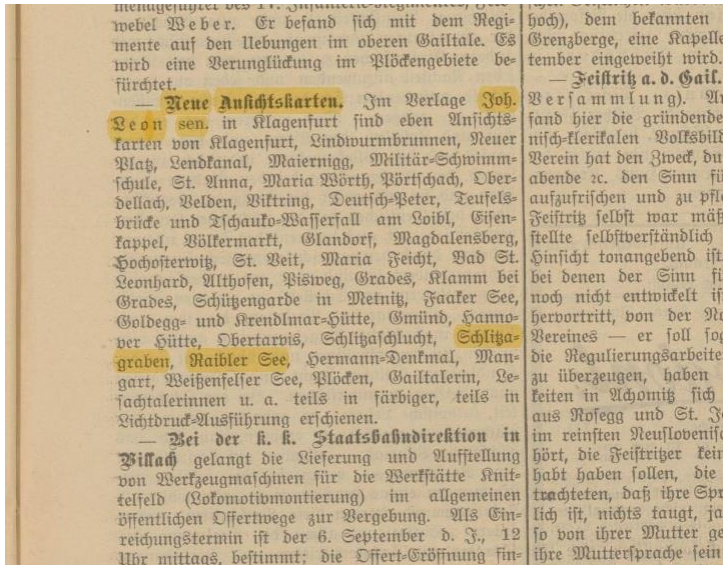 menagefuhrer des 17. Infanterie-Regimentes, Feld-
webel Weber. Er befand sich mit dem Regi-
mente auf den Uebungen im oberen Gailtale. Es
wird eine Verunglückung im Plöckengebiete be-
fürchtet.
— Neue Ansichtskarten. Im Verlage Joh.
Leon sen. in Klagenfurt sind eben Ansichts-
karten von Klagenfurt, Lindwurmbrunnen, Neuer
Platz, Lendkanal, Maiernigg, Militär-Schwimm-
schule, St. Anna, Maria Wörth, Pörtschach, Ober-
dellach, Velden, Viktring, Deutsch-Peter, Teufels-
brücke und Tschauko-Wasserfall am Loibl, Eisen-
kappel, Völkermarkt, Glandorf, Magdalensberg,
Hochosterwitz, St. Veit, Maria Feicht, Bad St.
Leonhard, Althofen, Pisweg, Grades, Klamm bei
Grades, Schützengarde in Metnitz, Faaker See,
Goldegg- und Krendlmar-Hütte, Gmünd, Hanno-
ver Hütte, Obertarvis, Schlitzaschlucht, Schlitza-
graben, Raibler See, Hermann-Denkmal, Man-
gart, Weißenfelser See, Plöcken, Gailtalerin, Le-
sachtalerinnen u. a. teils in färbiger, teils in
Lichtdruck-Ausführung erschienen.
— Bei der k. k. Staatsbahndirektion in
Villach gelangt die Lieferung und Aufstellung
von Werkzeugmaschinen für die Werkstätte Knit-
telfeld (Lokomotivmontierung) im allgemeinen
öffentlichen Offertwege zur Vergebung. Als Ein-
reichungstermin ist der 6. September d. J., 12
Uhr mittags, bestimmt; die Offert-Eröffnung fin-
hoch), dem bekannten
Grenzberge, eine Kapelle
tember eingeweiht wird.
— Feistritz a. d. Gail.
Versammlung). A
fand hier die gründende
nisch-klerikalen Volksbild
Verein hat den Zweck, du
abende ꝛc. den Sinn fü
aufzufrischen und zu pfle
Feistritz selbst war mäß
stellte selbstverständlich
Hinsicht tonangebend ist.
bei denen der Sinn fü
noch nicht entwickelt is
hervortritt, von der No
Vereines — er soll sog
die Regulierungsarbeite
zu überzeugen, haben
keiten in Achomitz sich
aus Rosegg und St. J
im reinsten Neuslovenisc
hört, die Feistritzer kein
habt haben sollen, die
trachteten, daß ihre Spr
lich ist, nichts taugt, ja
so von ihrer Mutter ge
ihre Muttersprache sein